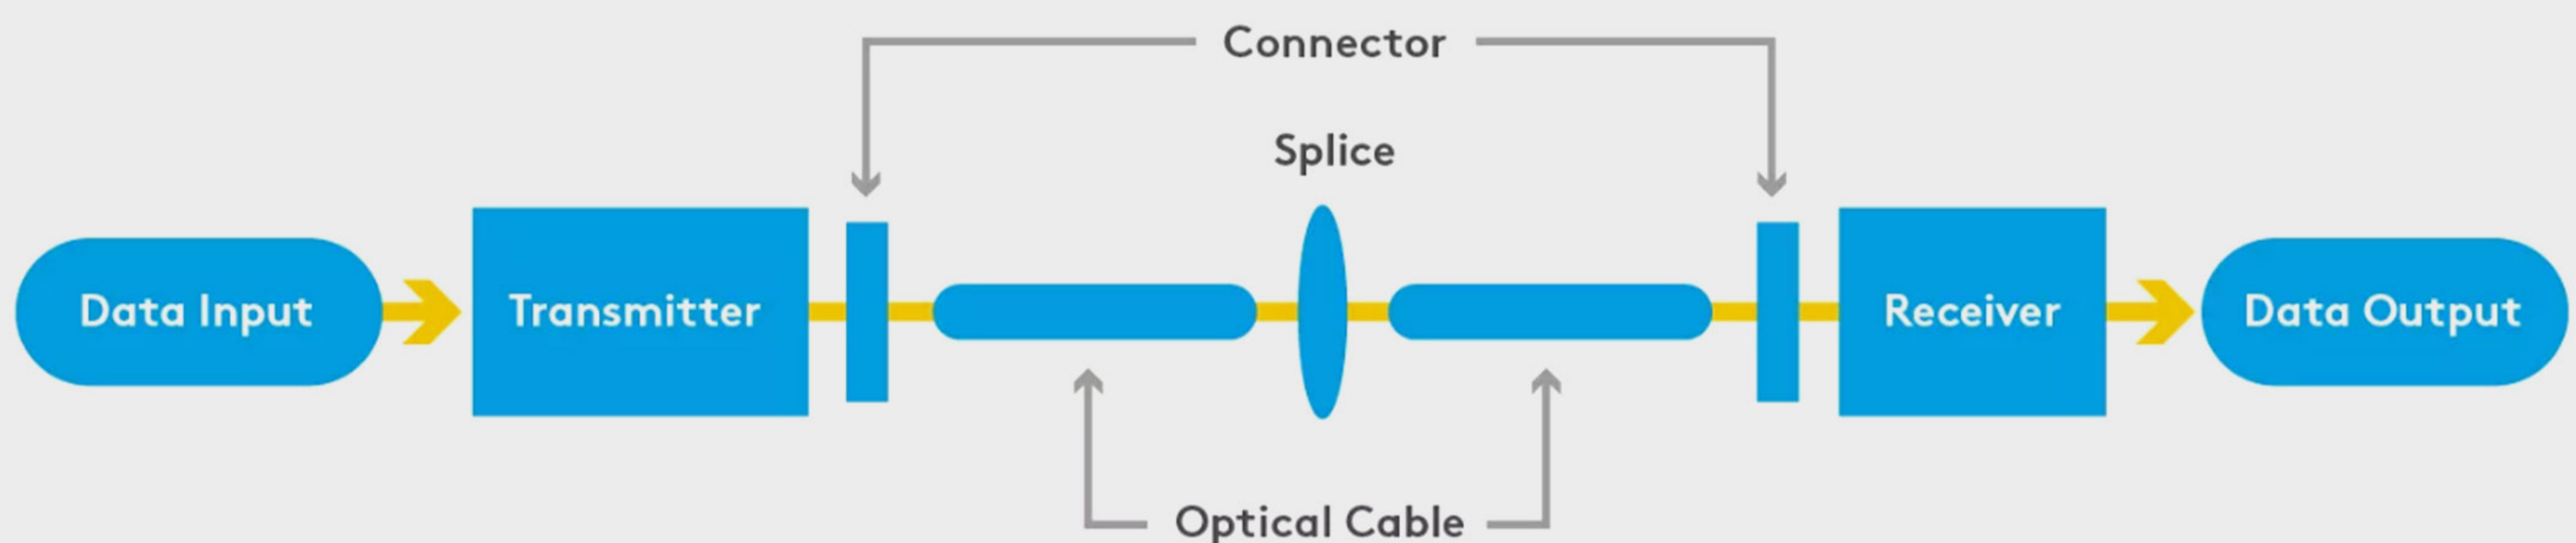 Connector
Splice
Data Input
Transmitter
Receiver
Data Output
Optical Cable